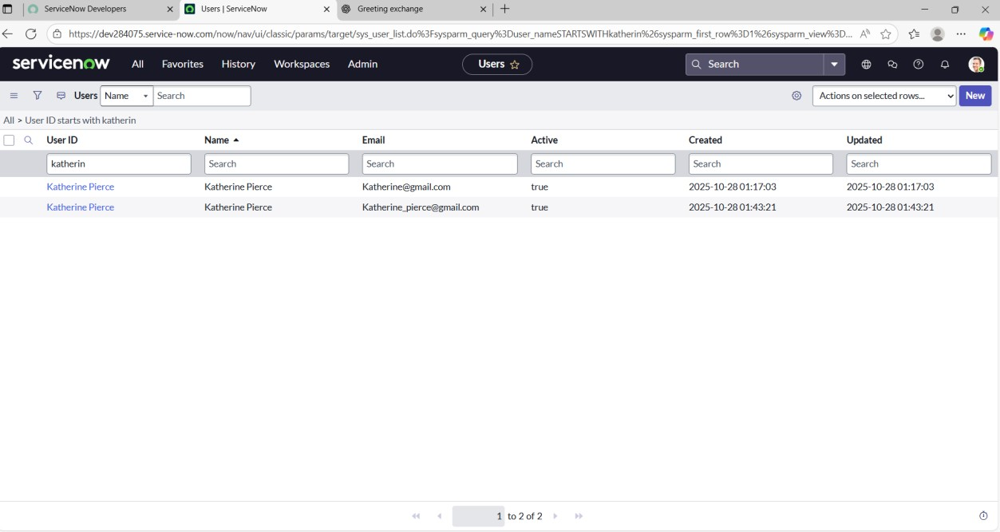 ServiceNow Developers
Users | ServiceNow
Greeting exchange
https://dev284075.service-now.com/now/nav/ui/classic/params/target/sys_user_list.do%3Fsysparm_query%3Duser_nameSTARTSWITHkatherin%26sysparm_first_row%3D1%26sysparm_view%3D...
servicenow All Favorites History Workspaces Admin Users Search
Users Name Search Actions on selected rows... New
All > User ID starts with katherin
User ID Name Email Active Created Updated
katherin Search Search Search Search Search
Katherine Pierce Katherine Pierce Katherine@gmail.com true 2025-10-28 01:17:03 2025-10-28 01:17:03
Katherine Pierce Katherine Pierce Katherine_pierce@gmail.com true 2025-10-28 01:43:21 2025-10-28 01:43:21
1 to 2 of 2